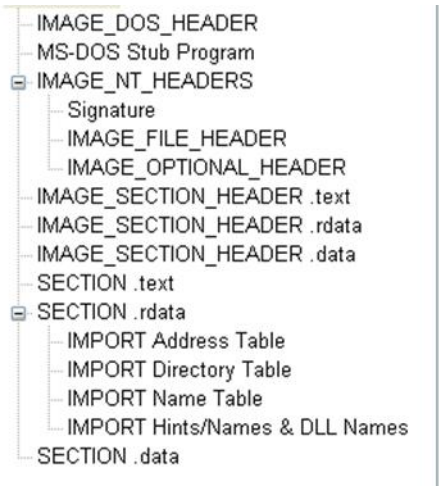 IMAGE_DOS_HEADER
MS-DOS Stub Program
IMAGE_NT_HEADERS
Signature
IMAGE_FILE_HEADER
IMAGE_OPTIONAL_HEADER
IMAGE_SECTION_HEADER .text
IMAGE_SECTION_HEADER .rdata
IMAGE_SECTION_HEADER .data
SECTION .text
SECTION .rdata
IMPORT Address Table
IMPORT Directory Table
IMPORT Name Table
IMPORT Hints/Names & DLL Names
SECTION .data